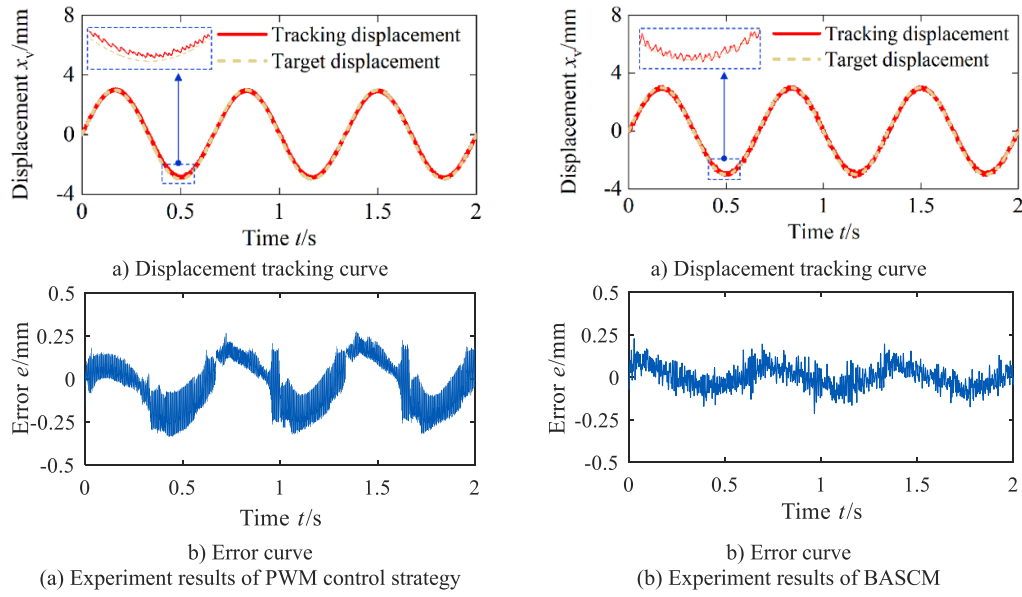 Displacement xv/mm
8
4
0
-4
Tracking displacement
Target displacement
0
0.5
1
1.5
2
Time t/s
a) Displacement tracking curve
Error e/mm
0.5
0.25
0
-0.25
-0.5
0
0.5
1
1.5
2
Time t/s
b) Error curve
(a) Experiment results of PWM control strategy
Displacement xv/mm
8
4
0
-4
Tracking displacement
Target displacement
0
0.5
1
1.5
2
Time t/s
a) Displacement tracking curve
Error e/mm
0.5
0.25
0
-0.25
-0.5
0
0.5
1
1.5
2
Time t/s
b) Error curve
(b) Experiment results of BASCM